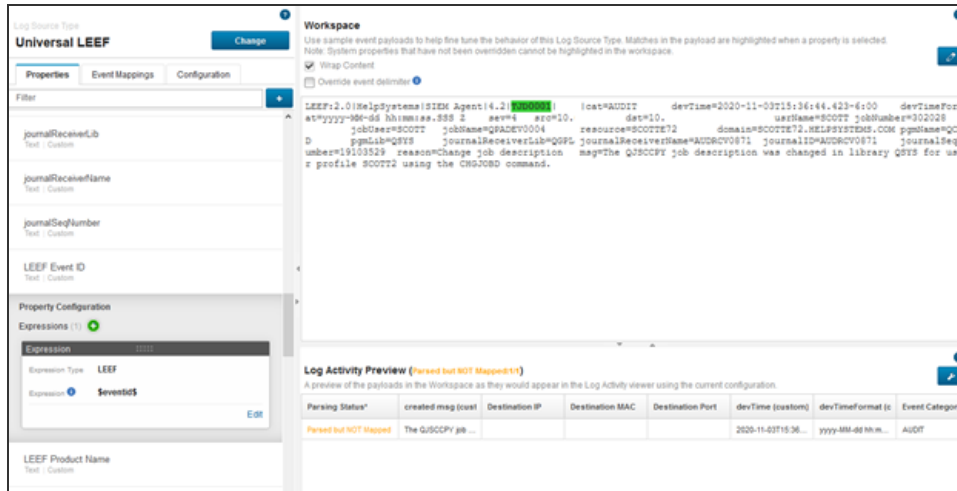 Log Source Type
Universal LEEF
Change
Properties
Event Mappings
Configuration
Filter
+
journalReceiverLib
Text | Custom
journalReceiverName
Text | Custom
journalSeqNumber
Text | Custom
LEEF Event ID
Text | Custom
Property Configuration
Expressions (1)
Expression
Expression Type LEEF
Expression $eventid$
Edit
LEEF Product Name
Text | Custom
Workspace
Use sample event payloads to help fine tune the behavior of this Log Source Type. Matches in the payload are highlighted when a property is selected.
Note: System properties that have not been overridden cannot be highlighted in the workspace.
Wrap Content
Override event delimiter
LEEF:2.0|HelpSystems|SIEM Agent|4.2|TJD0001| |cat=AUDIT devTime=2020-11-03T15:36:44.423-6:00 devTimeFor
at=yyyy-MM-dd hh:mm:ss.SSS Z sev=4 src=10. dst=10. usrName=SCOTT jobNumber=302028
jobUser=SCOTT jobName=QPADEV0004 resource=SCOTTE72 domain=SCOTTE72.HELPSYSTEMS.COM pgmName=QC
D pgmLib=QSYS journalReceiverLib=QGPL journalReceiverName=AUDRCV0871 journalID=AUDRCV0871 journalSeq
umber=19103529 reason=Change job description msg=The QJSCCPY job description was changed in library QSYS for us
r profile SCOTT2 using the CHGJOBD command.
Log Activity Preview (Parsed but NOT Mapped:1/1)
A preview of the payloads in the Workspace as they would appear in the Log Activity viewer using the current configuration.
Parsing Status* created msg (cust Destination IP Destination MAC Destination Port devTime (custom) devTimeFormat (c Event Categor
Parsed but NOT Mapped The QJSCCPY job ... 2020-11-03T15:36... yyyy-MM-dd hh:m... AUDIT